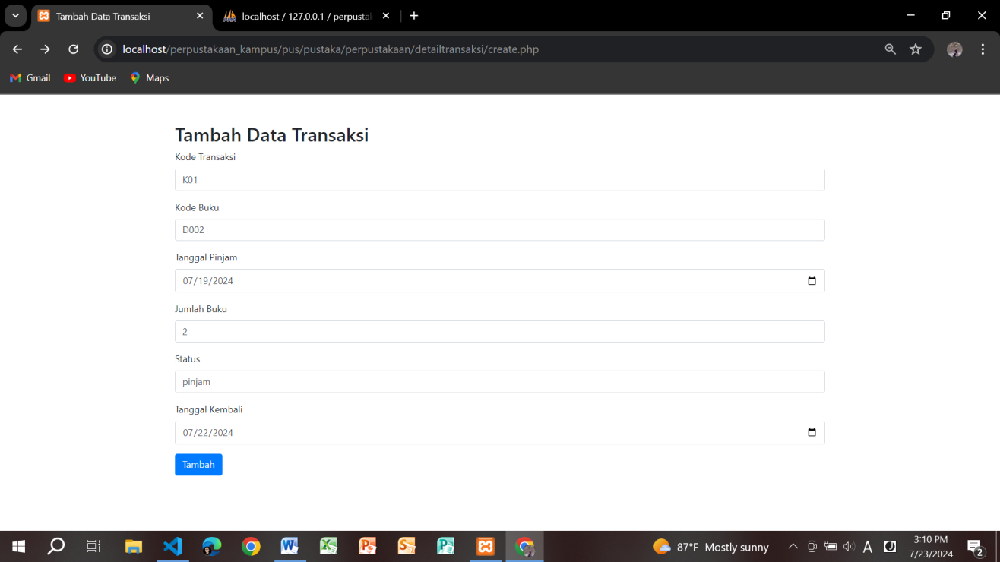 Tambah Data Transaksi
localhost / 127.0.0.1 / perpusta
localhost/perpustakaan_kampus/pus/pustaka/perpustakaan/detailtransaksi/create.php
Gmail YouTube Maps
Tambah Data Transaksi
Kode Transaksi
K01
Kode Buku
D002
Tanggal Pinjam
07/19/2024
Jumlah Buku
2
Status
pinjam
Tanggal Kembali
07/22/2024
Tambah
87°F Mostly sunny
3:10 PM
7/23/2024
2